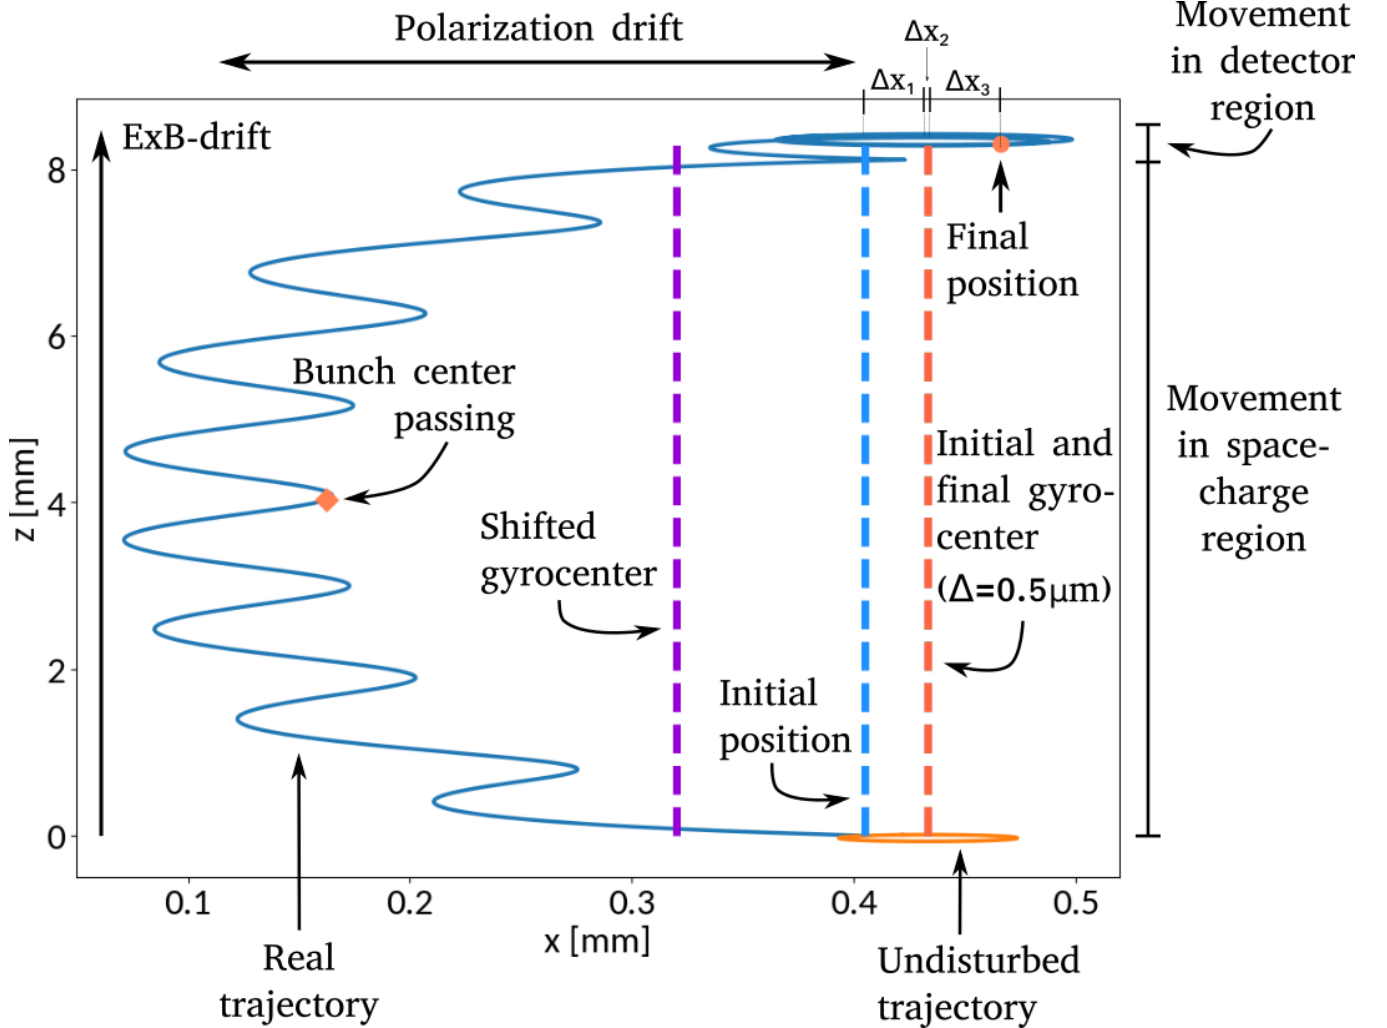 Polarization drift
Δx₂
Δx₁
Δx₃
Movement
in detector
region
ExB-drift
Final
position
Bunch center
passing
Movement
in space-
charge
region
Initial and
final gyro-
center
(Δ=0.5μm)
Shifted
gyrocenter
Initial
position
8
6
4
2
0
z [mm]
0.1 0.2 0.3 0.4 0.5
x [mm]
Real
trajectory
Undisturbed
trajectory